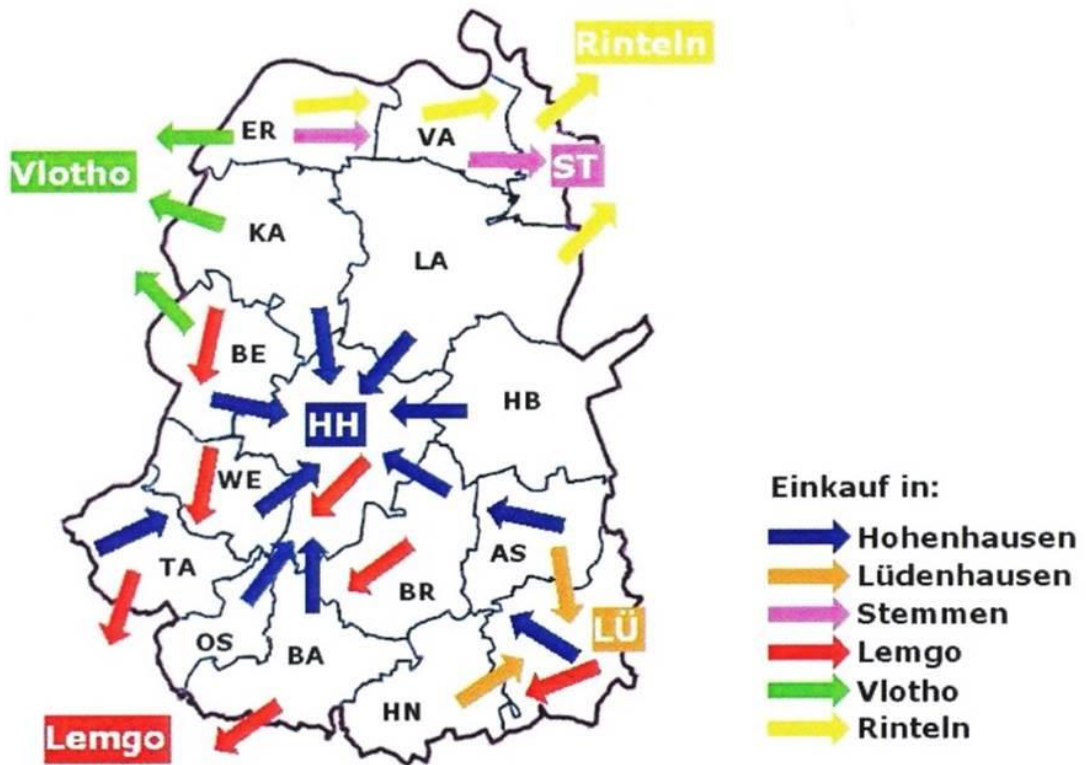 Rinteln
ER
VA
Vlotho
ST
KA
LA
BE
HB
HH
WE
Einkauf in:
Hohenhausen
AS
TA
Lüdenhausen
BR
Stemmen
LÜ
OS
BA
Lemgo
Vlotho
HN
Rinteln
Lemgo